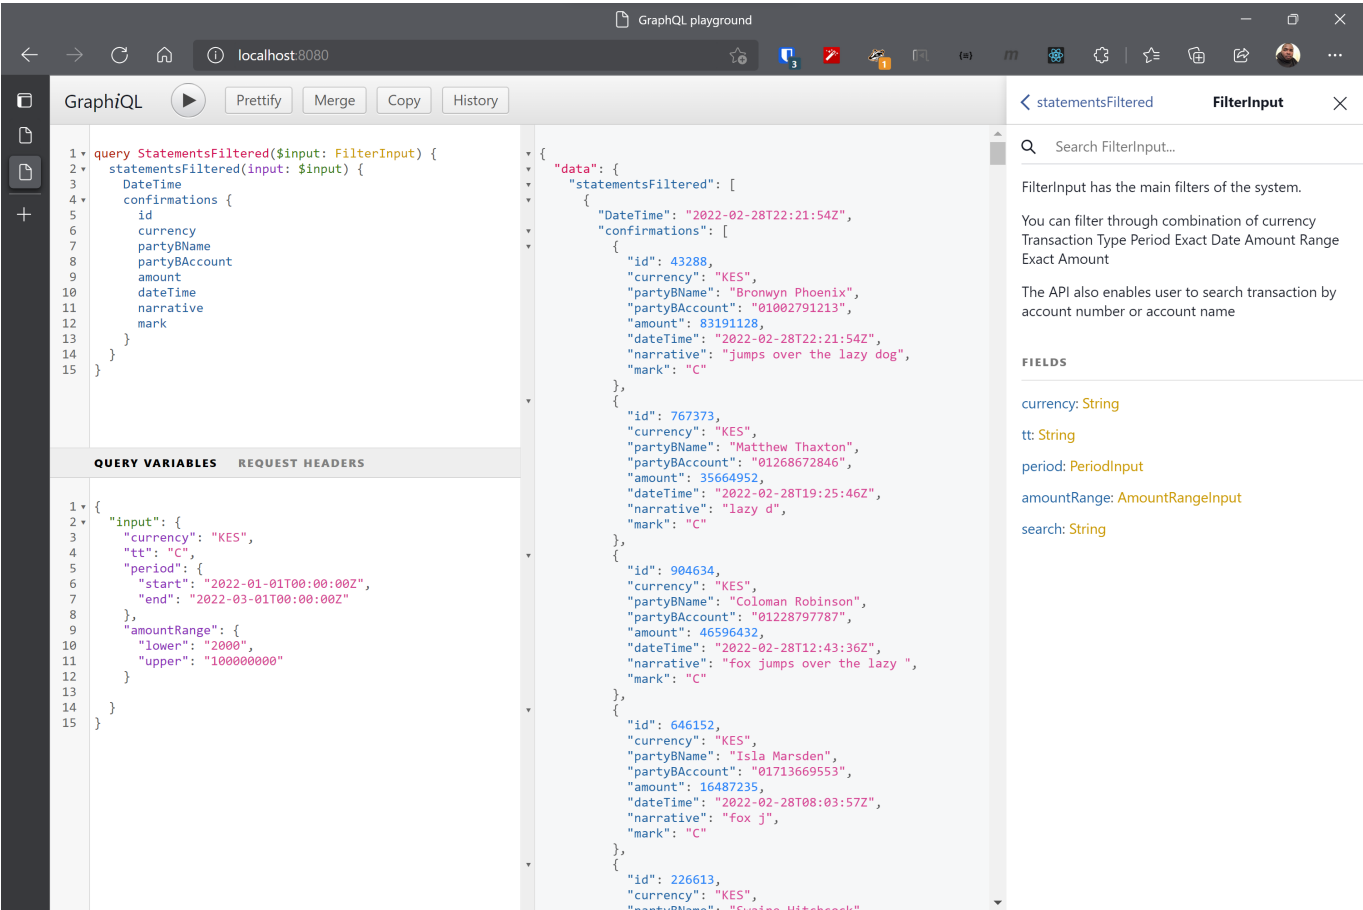 GraphQL playground
localhost:8080
3
1
m
GraphiQL
Prettify
Merge
Copy
History
1 query StatementsFiltered($input: FilterInput) {
2 statementsFiltered(input: $input) {
3 DateTime
4 confirmations {
5 id
6 currency
7 partyBName
8 partyBAccount
9 amount
10 dateTime
11 narrative
12 mark
13 }
14 }
15 }
QUERY VARIABLES
REQUEST HEADERS
1 {
2 "input": {
3 "currency": "KES",
4 "tt": "C",
5 "period": {
6 "start": "2022-01-01T00:00:00Z",
7 "end": "2022-03-01T00:00:00Z"
8 },
9 "amountRange": {
10 "lower": "2000",
11 "upper": "100000000"
12 }
13
14 }
15 }
{
"data": {
"statementsFiltered": [
{
"DateTime": "2022-02-28T22:21:54Z",
"confirmations": [
{
"id": 43288,
"currency": "KES",
"partyBName": "Bronwyn Phoenix",
"partyBAccount": "01002791213",
"amount": 83191128,
"dateTime": "2022-02-28T22:21:54Z",
"narrative": "jumps over the lazy dog",
"mark": "C"
},
{
"id": 767373,
"currency": "KES",
"partyBName": "Matthew Thaxton",
"partyBAccount": "01268672846",
"amount": 35664952,
"dateTime": "2022-02-28T19:25:46Z",
"narrative": "lazy d",
"mark": "C"
},
{
"id": 904634,
"currency": "KES",
"partyBName": "Coloman Robinson",
"partyBAccount": "01228797787",
"amount": 46596432,
"dateTime": "2022-02-28T12:43:36Z",
"narrative": "fox jumps over the lazy ",
"mark": "C"
},
{
"id": 646152,
"currency": "KES",
"partyBName": "Isla Marsden",
"partyBAccount": "01713669553",
"amount": 16487235,
"dateTime": "2022-02-28T08:03:57Z",
"narrative": "fox j",
"mark": "C"
},
{
"id": 226613,
"currency": "KES",
"partyBName": "Swaine Hitchcock"
statementsFiltered
FilterInput
Search FilterInput...
FilterInput has the main filters of the system.
You can filter through combination of currency
Transaction Type Period Exact Date Amount Range
Exact Amount
The API also enables user to search transaction by
account number or account name
FIELDS
currency: String
tt: String
period: PeriodInput
amountRange: AmountRangeInput
search: String